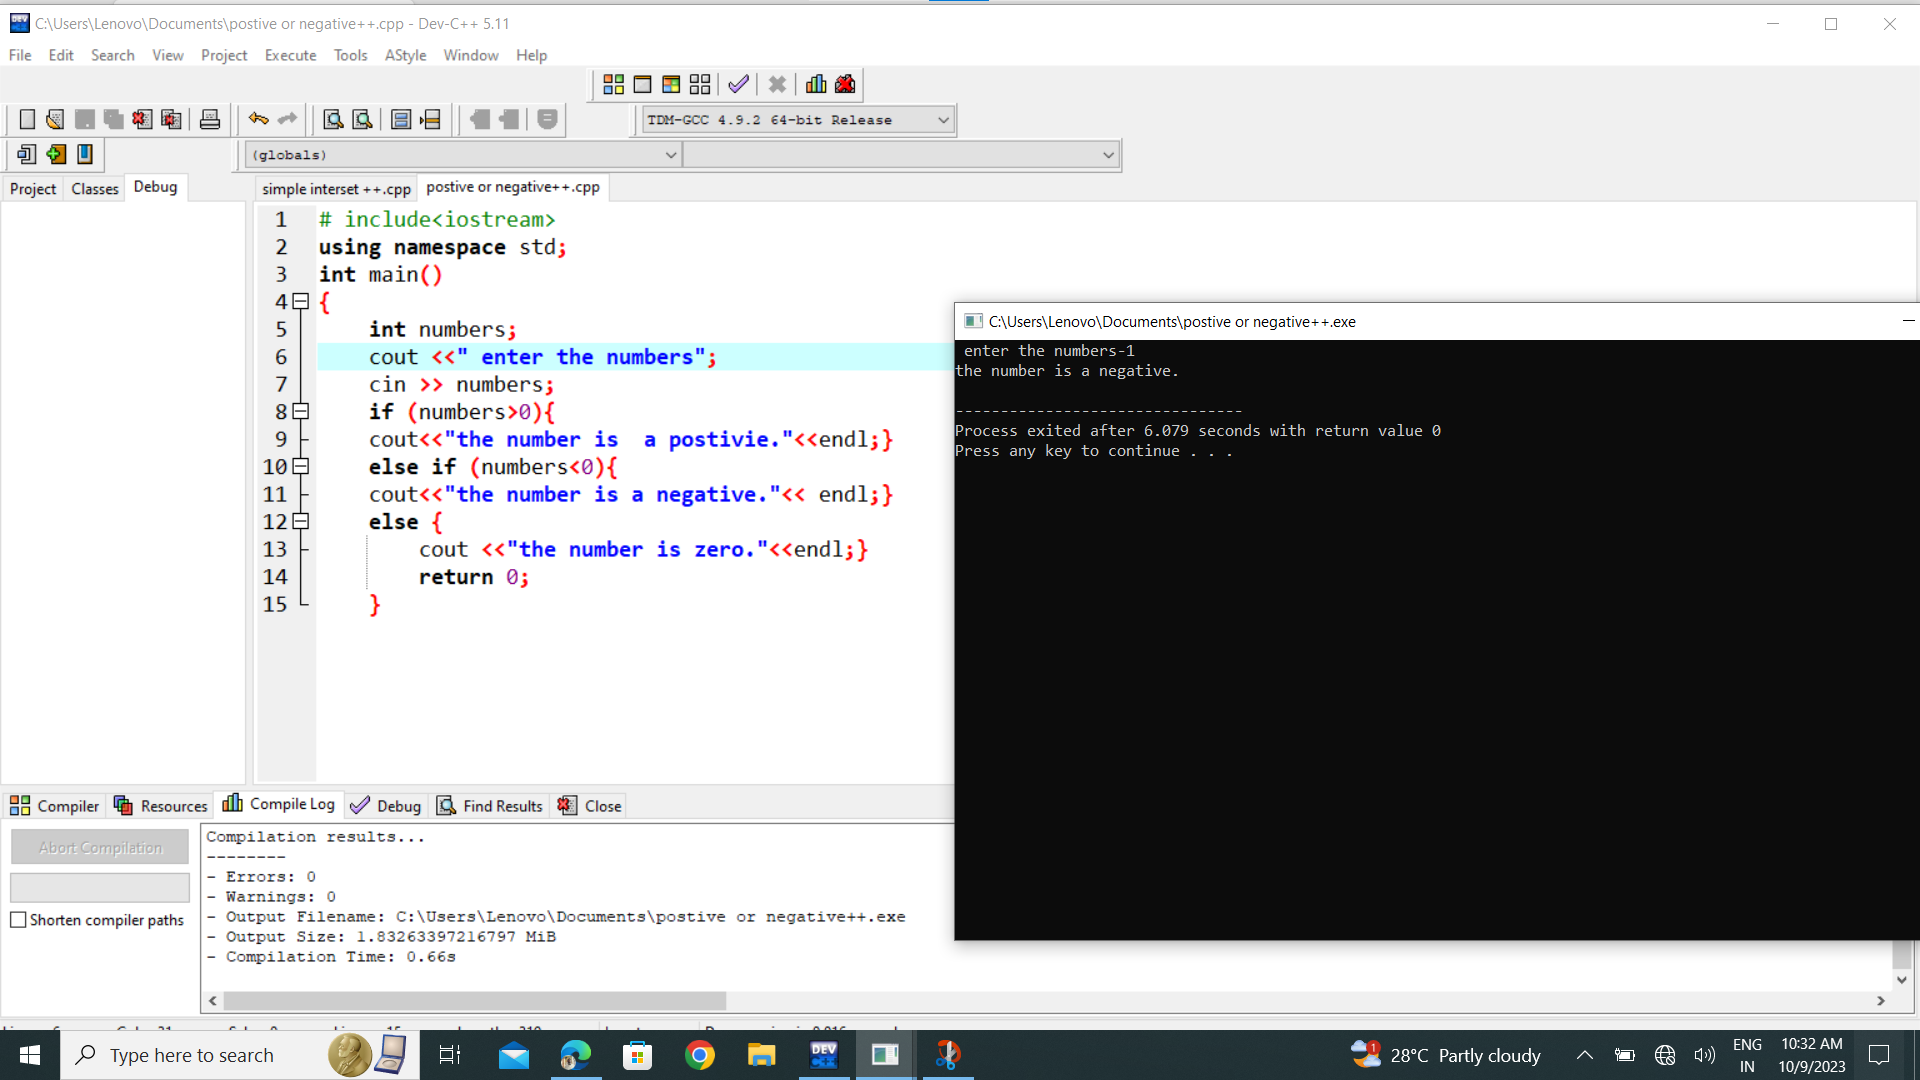 C:\Users\Lenovo\Documents\postive or negative++.cpp - Dev-C++ 5.11
File Edit Search View Project Execute Tools AStyle Window Help
TDM-GCC 4.9.2 64-bit Release
(globals)
Project Classes Debug
simple interset ++.cpp postive or negative++.cpp
1 # include<iostream>
2 using namespace std;
3 int main()
4 {
5 int numbers;
6 cout <<" enter the numbers";
7 cin >> numbers;
8 if (numbers>0){
9 cout<<"the number is  a postivie."<<endl;}
10 else if (numbers<0){
11 cout<<"the number is a negative."<< endl;}
12 else {
13 cout <<"the number is zero."<<endl;}
14 return 0;
15 }
C:\Users\Lenovo\Documents\postive or negative++.exe
enter the numbers-1
the number is a negative.
--------------------------------
Process exited after 6.079 seconds with return value 0
Press any key to continue . . .
Compiler Resources Compile Log Debug Find Results Close
Abort Compilation
Shorten compiler paths
Compilation results...
--------
- Errors: 0
- Warnings: 0
- Output Filename: C:\Users\Lenovo\Documents\postive or negative++.exe
- Output Size: 1.83263397216797 MiB
- Compilation Time: 0.66s
Type here to search
DEV
1
28°C Partly cloudy
ENG
IN
10:32 AM
10/9/2023